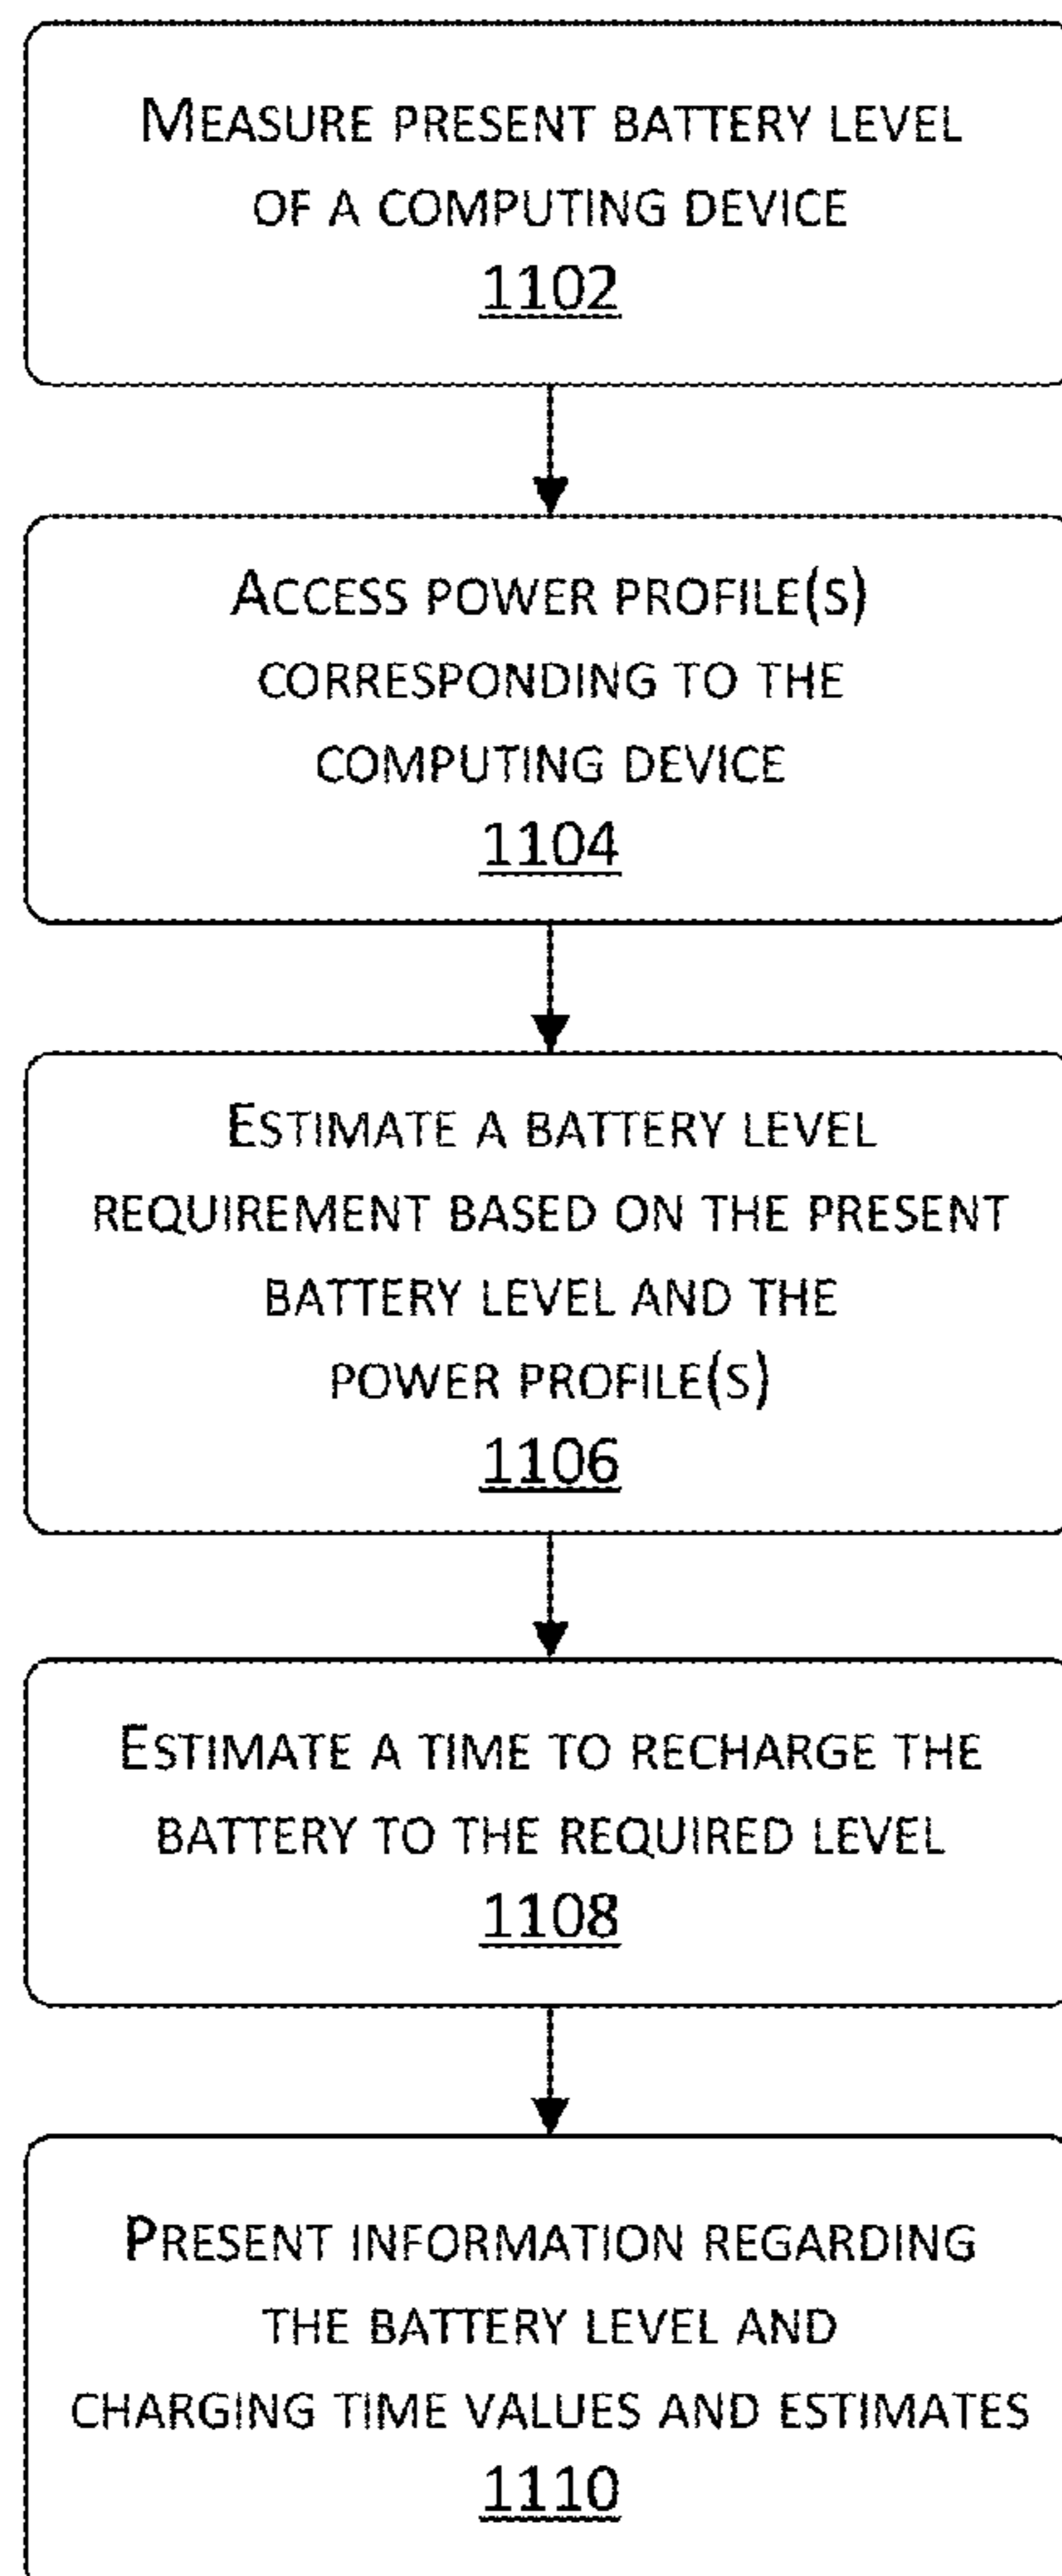 MEASURE PRESENT BATTERY LEVEL
OF A COMPUTING DEVICE
1102
ACCESS POWER PROFILE(S)
CORRESPONDING TO THE
COMPUTING DEVICE
1104
ESTIMATE A BATTERY LEVEL
REQUIREMENT BASED ON THE PRESENT
BATTERY LEVEL AND THE
POWER PROFILE(S)
1106
ESTIMATE A TIME TO RECHARGE THE
BATTERY TO THE REQUIRED LEVEL
1108
PRESENT INFORMATION REGARDING
THE BATTERY LEVEL AND
CHARGING TIME VALUES AND ESTIMATES
1110